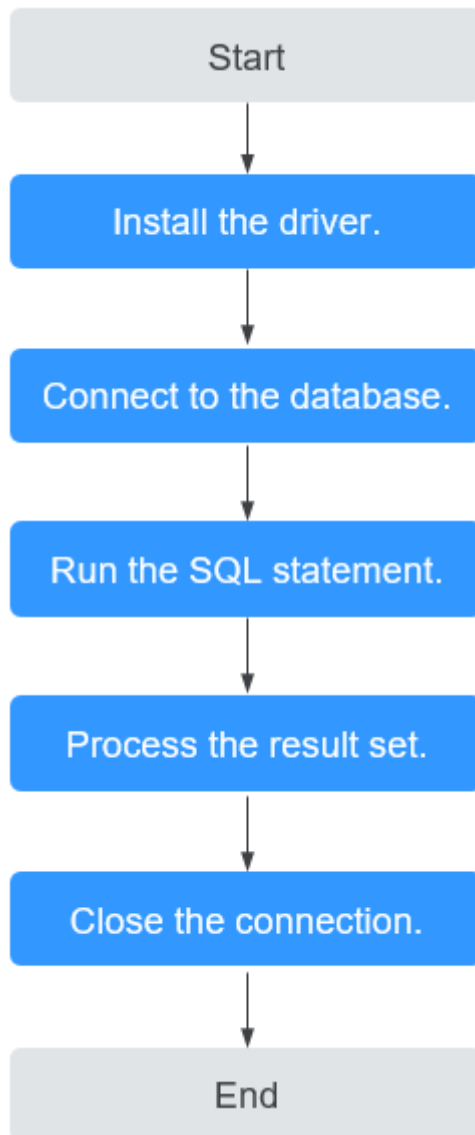 Start
Install the driver.
Connect to the database.
Run the SQL statement.
Process the result set.
Close the connection.
End